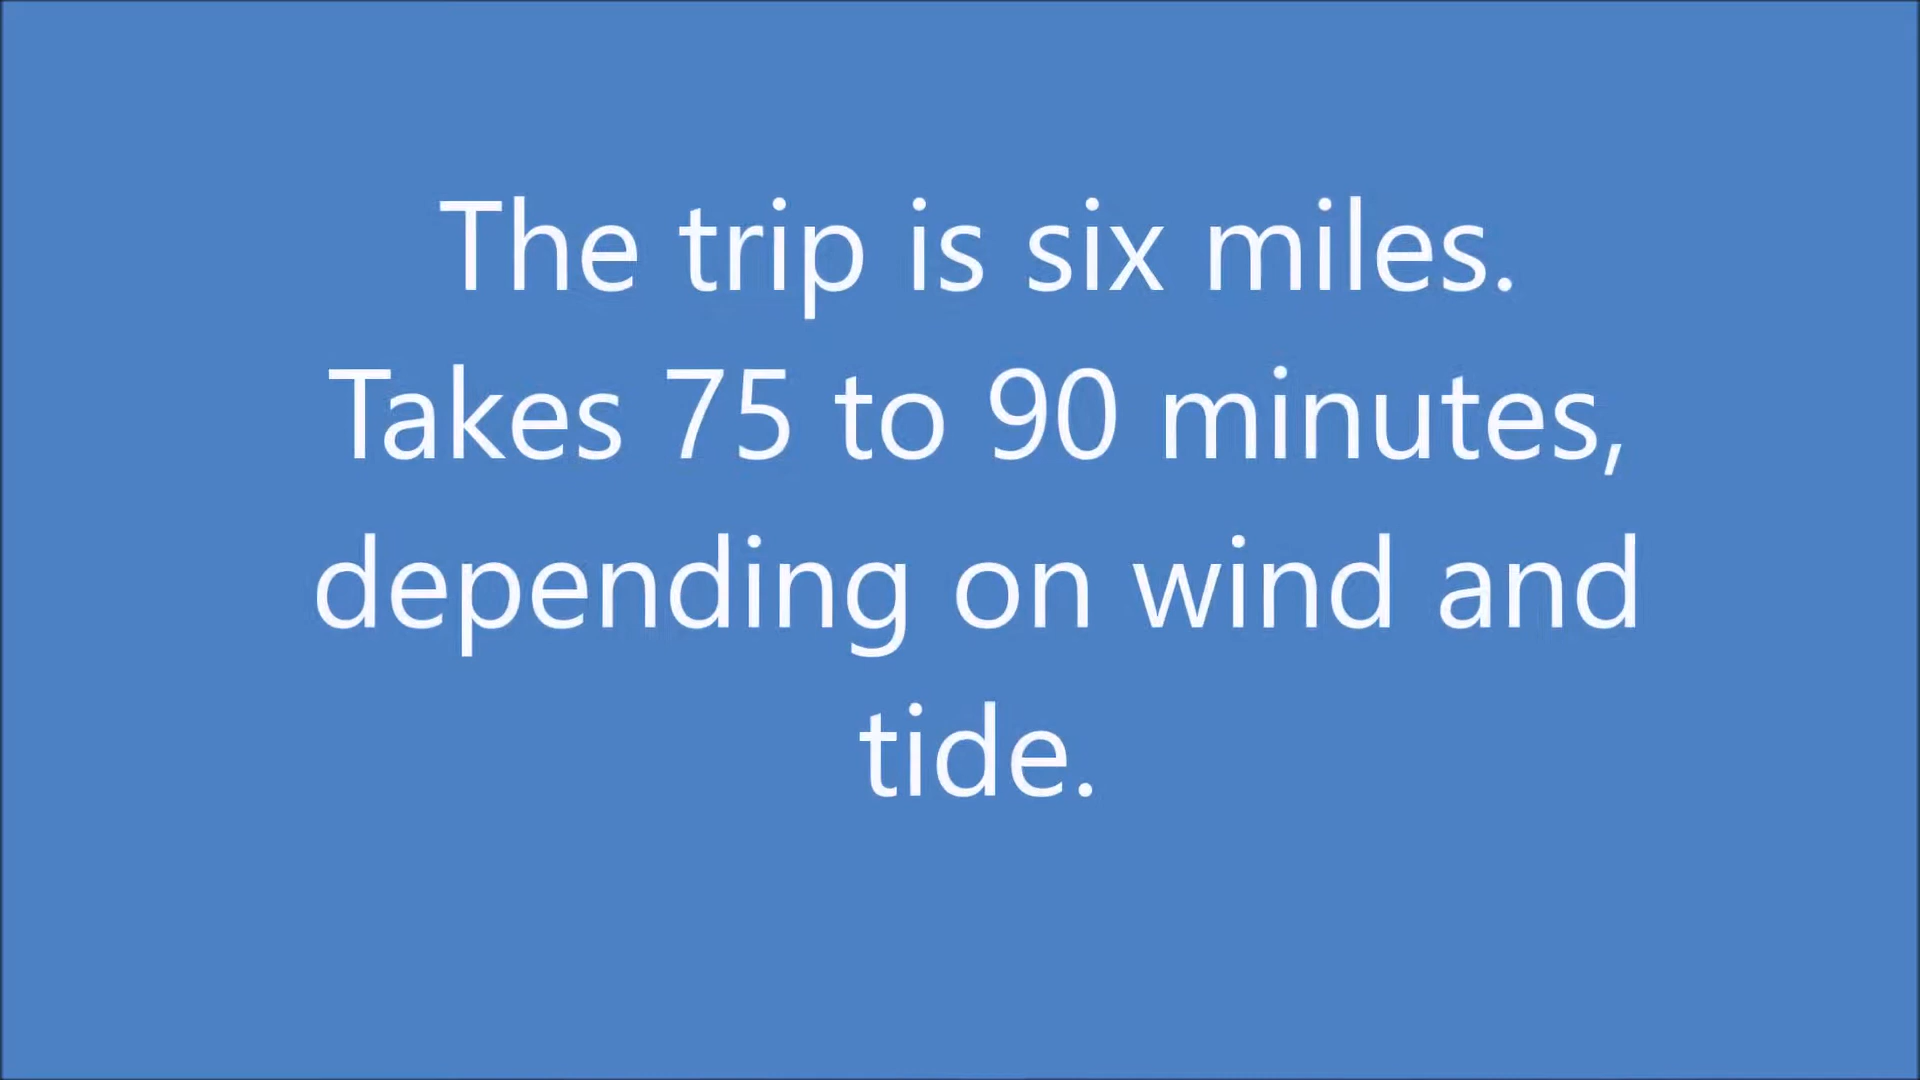 The trip is six miles.
Takes 75 to 90 minutes,
depending on wind and
tide.